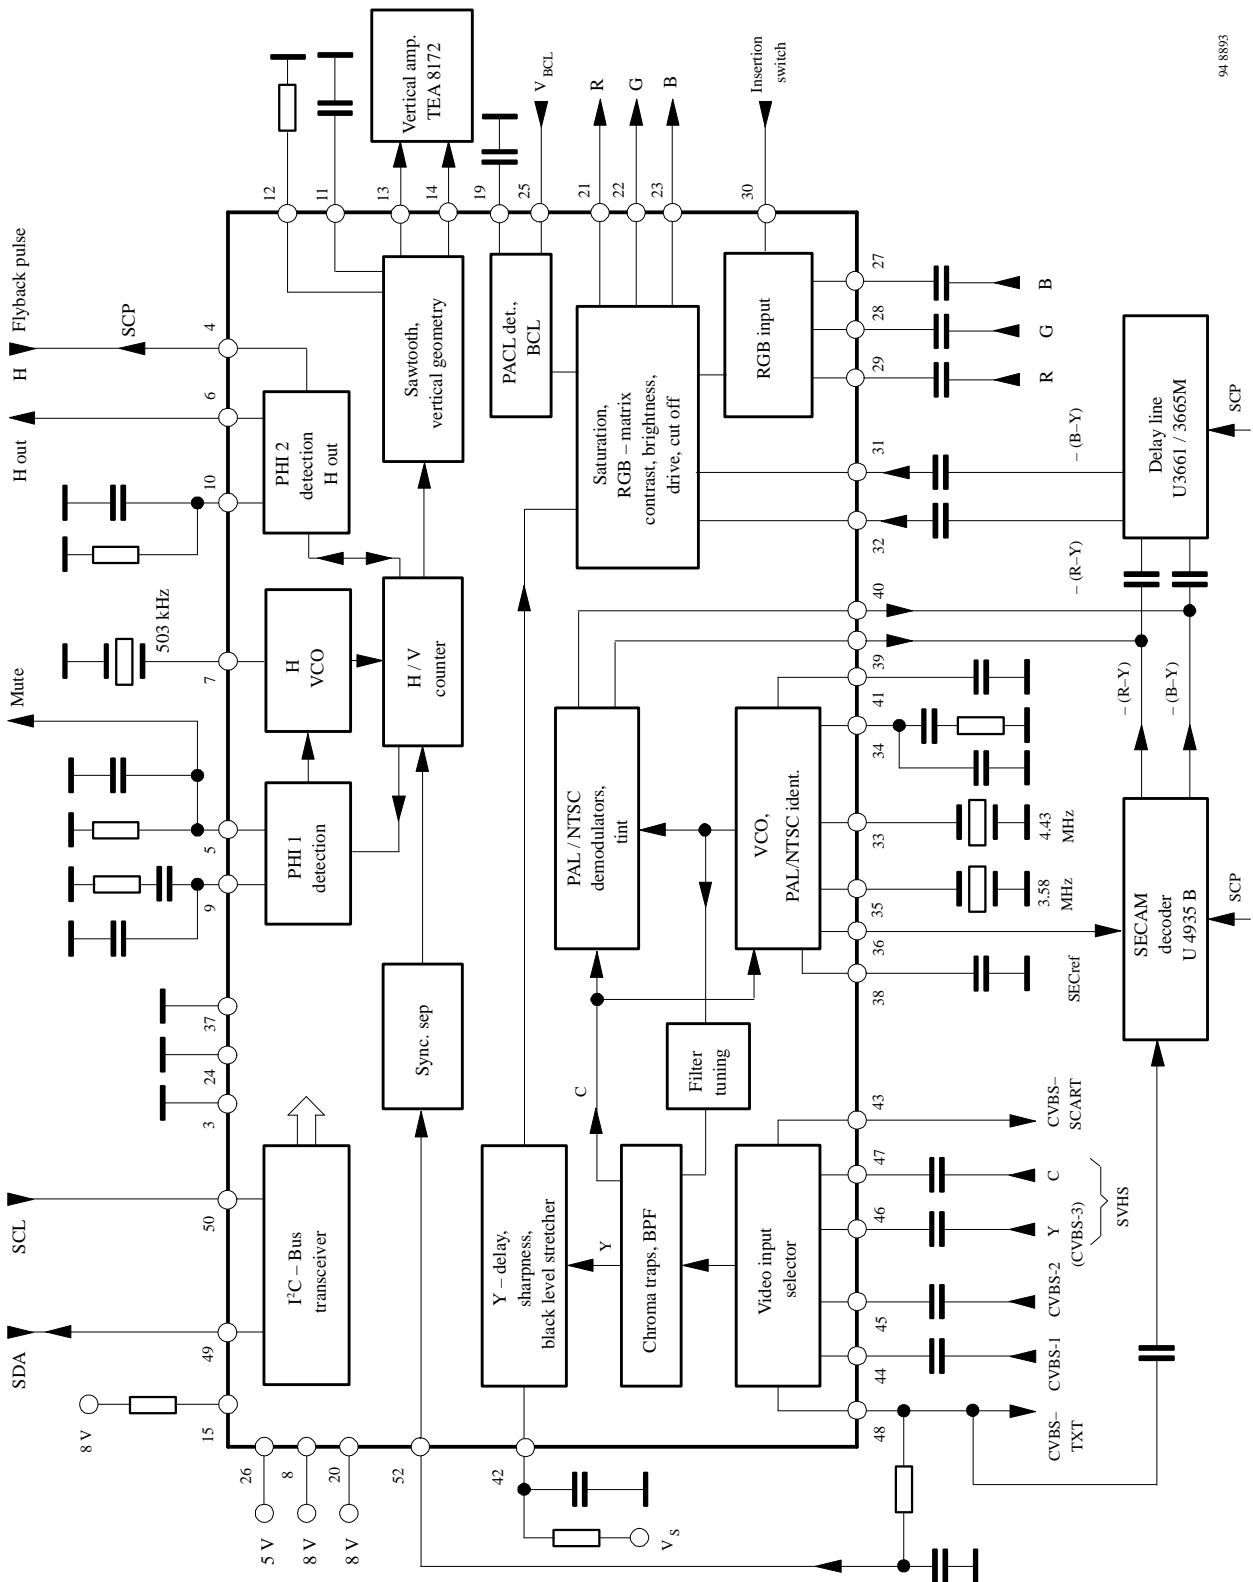 94 8893
Vertical amp.
TEA 8172
V BCL
R
G
B
Insertion
switch
12
11
13
14
19
25
21
22
23
30
H
Flyback pulse
SCP
4
H out
6
10
503 kHz
7
Mute
5
9
37
24
3
SCL
50
SDA
49
8 V
15
5 V
26
8 V
8
8 V
20
52
42
V S
PHI 2
detection
H out
Sawtooth,
vertical geometry
PACL det.,
BCL
Saturation,
RGB – matrix
contrast, brightness,
drive, cut off
RGB input
H
VCO
H / V
counter
PHI 1
detection
PAL / NTSC
demodulators,
tint
VCO,
PAL/NTSC ident.
Sync. sep
Filter
tuning
I²C – Bus
transceiver
Y – delay,
sharpness,
black level stretcher
Y
C
Chroma traps, BPF
Video input
selector
27
B
28
G
29
R
31
– (B–Y)
32
– (R–Y)
Delay line
U3661 / 3665M
SCP
40
39
41
34
– (R–Y)
– (B–Y)
33
4.43
MHz
35
3.58
MHz
36
SECref
38
SECAM
decoder
U 4935 B
SCP
43
CVBS–
SCART
47
C
46
Y
(CVBS-3)
SVHS
45
CVBS-2
44
CVBS-1
48
CVBS–
TXT